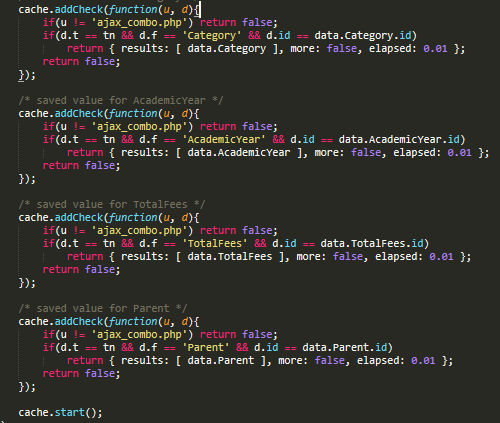 cache.addCheck(function(u, d){
if(u != 'ajax_combo.php') return false;
if(d.t == tn && d.f == 'Category' && d.id == data.Category.id)
return { results: [ data.Category ], more: false, elapsed: 0.01 };
return false;
});
/* saved value for AcademicYear */
cache.addCheck(function(u, d){
if(u != 'ajax_combo.php') return false;
if(d.t == tn && d.f == 'AcademicYear' && d.id == data.AcademicYear.id)
return { results: [ data.AcademicYear ], more: false, elapsed: 0.01 };
return false;
});
/* saved value for TotalFees */
cache.addCheck(function(u, d){
if(u != 'ajax_combo.php') return false;
if(d.t == tn && d.f == 'TotalFees' && d.id == data.TotalFees.id)
return { results: [ data.TotalFees ], more: false, elapsed: 0.01 };
return false;
});
/* saved value for Parent */
cache.addCheck(function(u, d){
if(u != 'ajax_combo.php') return false;
if(d.t == tn && d.f == 'Parent' && d.id == data.Parent.id)
return { results: [ data.Parent ], more: false, elapsed: 0.01 };
return false;
});
cache.start();